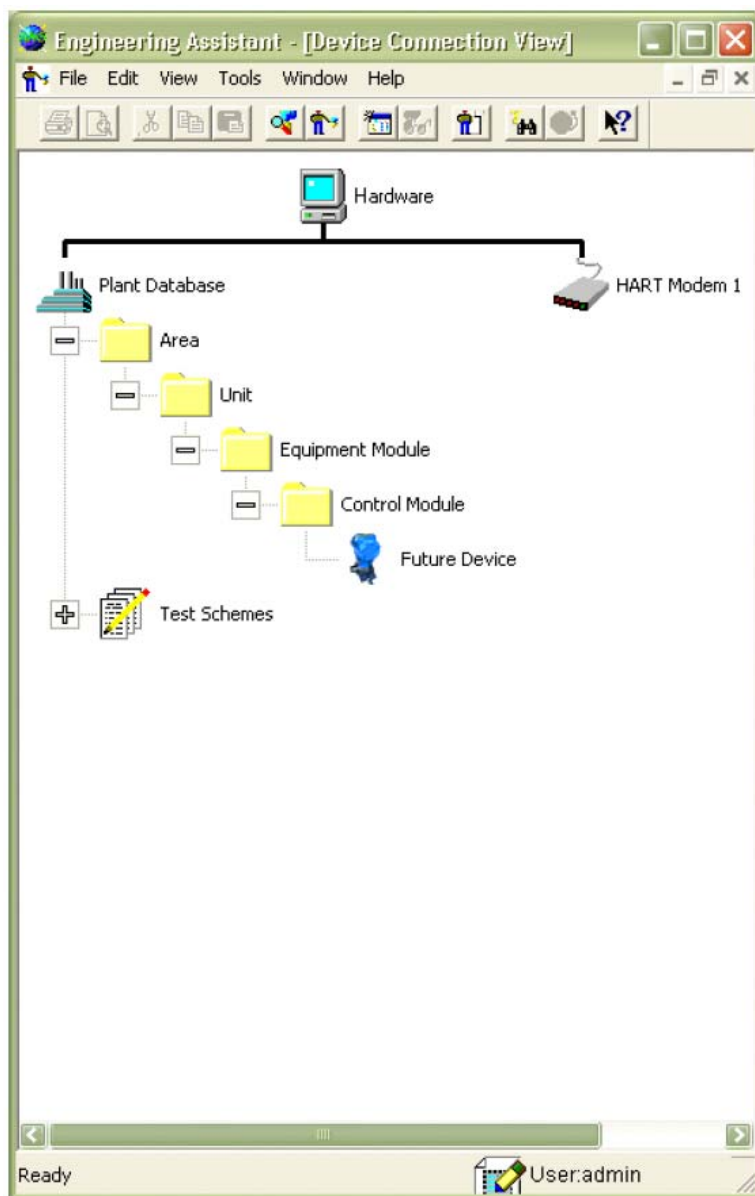 Engineering Assistant - [Device Connection View]
File Edit View Tools Window Help
Hardware
Plant Database
HART Modem 1
Area
Unit
Equipment Module
Control Module
Future Device
Test Schemes
Ready
User:admin